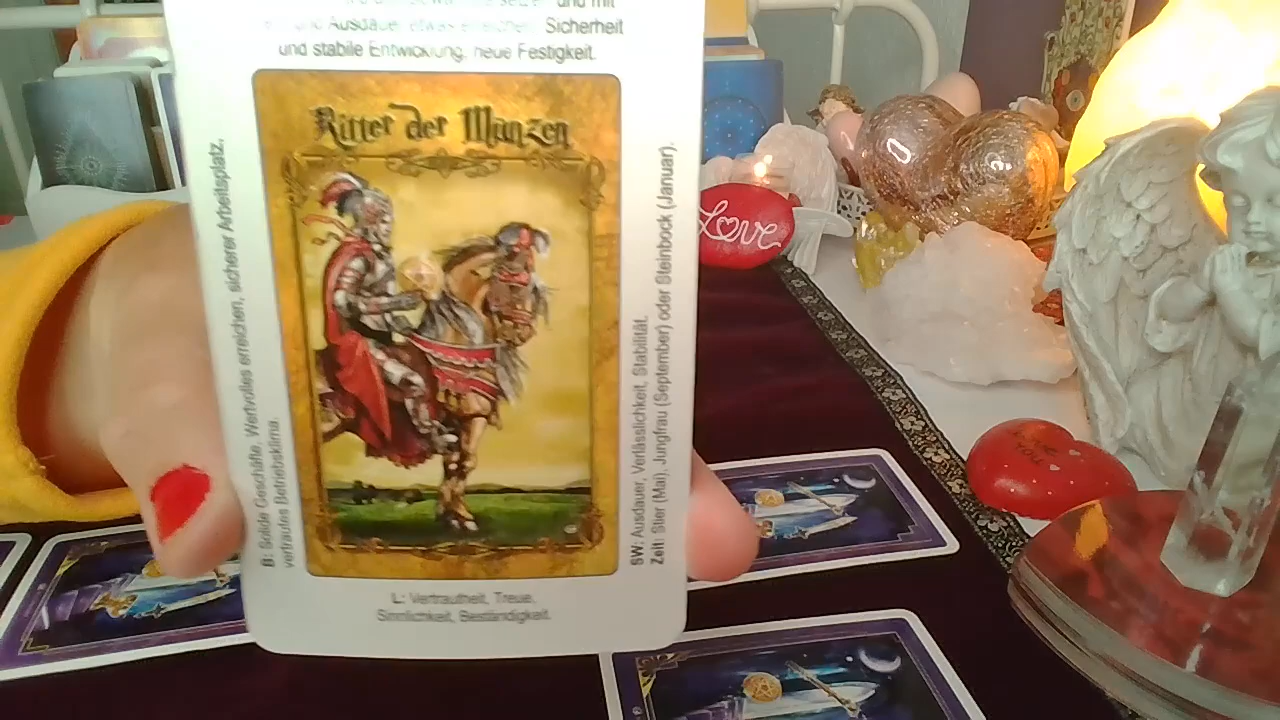 und mit
Ausdauer etwas erreichen. Sicherheit
und stabile Entwicklung, neue Festigkeit.
Ritter der Münzen
B: Solide Geschäfte, Wertvolles erreichen, sicherer Arbeitsplatz,
vertrautes Betriebsklima.
SW: Ausdauer, Verlässlichkeit, Stabilität.
Zeit: Stier (Mai), Jungfrau (September) oder Steinbock (Januar).
L: Vertrautheit, Treue,
Sinnlichkeit, Beständigkeit.
Love